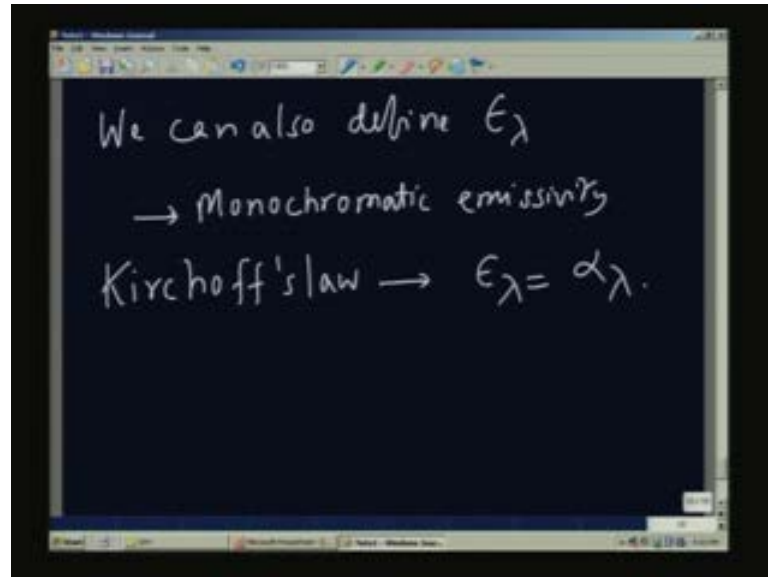 We can also define ϵλ
→ Monochromatic emissivity
Kirchoff's law → ϵλ = αλ.